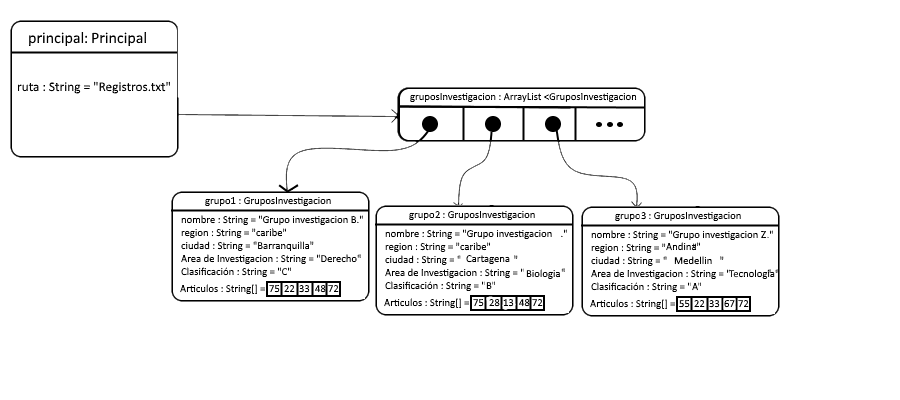 principal: Principal
ruta : String = "Registros.txt"
gruposInvestigacion : ArrayList <GruposInvestigacion
grupo1 : GruposInvestigacion
nombre : String = "Grupo investigacion B."
region : String = "caribe"
ciudad : String = "Barranquilla"
Area de Investigacion : String = "Derecho"
Clasificación : String = "C"
Articulos : String[] = 75 22 33 48 72
grupo2 : GruposInvestigacion
nombre : String = "Grupo investigacion ."
region : String = "caribe"
ciudad : String = " Cartagena "
Area de Investigacion : String = "Biologia"
Clasificación : String = "B"
Articulos : String[] = 75 28 13 48 72
grupo3 : GruposInvestigacion
nombre : String = "Grupo investigacion Z."
region : String = "Andina"
ciudad : String = " Medellin "
Area de Investigacion : String = "Tecnología"
Clasificación : String = "A"
Articulos : String[] = 55 22 33 67 72